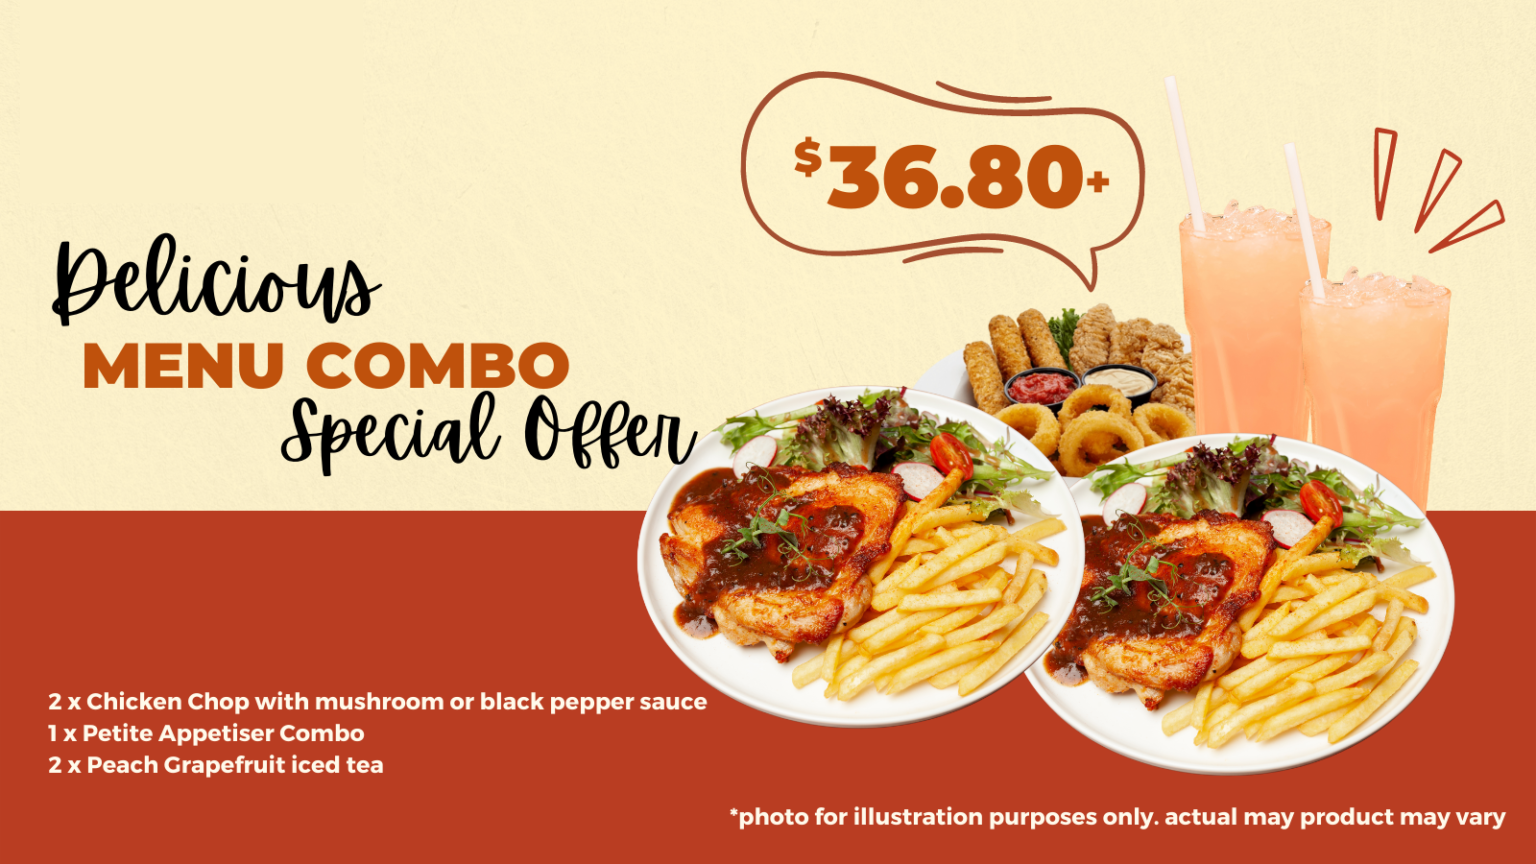 $36.80+
Delicious
MENU COMBO
Special Offer
2 x Chicken Chop with mushroom or black pepper sauce
1 x Petite Appetiser Combo
2 x Peach Grapefruit iced tea
*photo for illustration purposes only. actual may product may vary